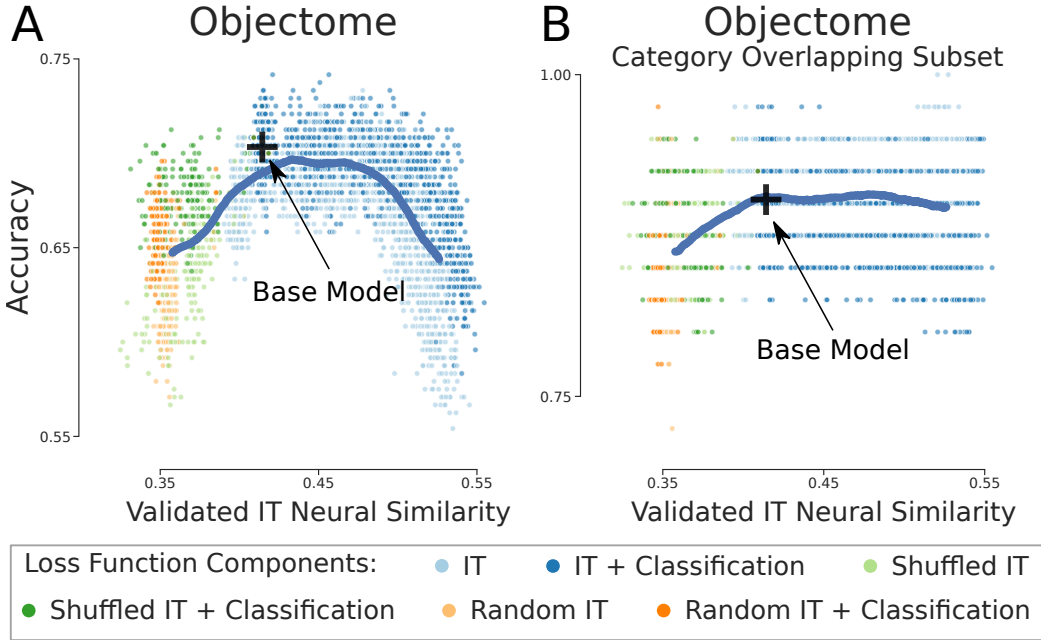 A
Objectome
0.75
0.65
0.55
Accuracy
Base Model
0.35
0.45
0.55
Validated IT Neural Similarity
B
Objectome
Category Overlapping Subset
1.00
0.75
Base Model
0.35
0.45
0.55
Validated IT Neural Similarity
Loss Function Components:
IT
IT + Classification
Shuffled IT
Shuffled IT + Classification
Random IT
Random IT + Classification